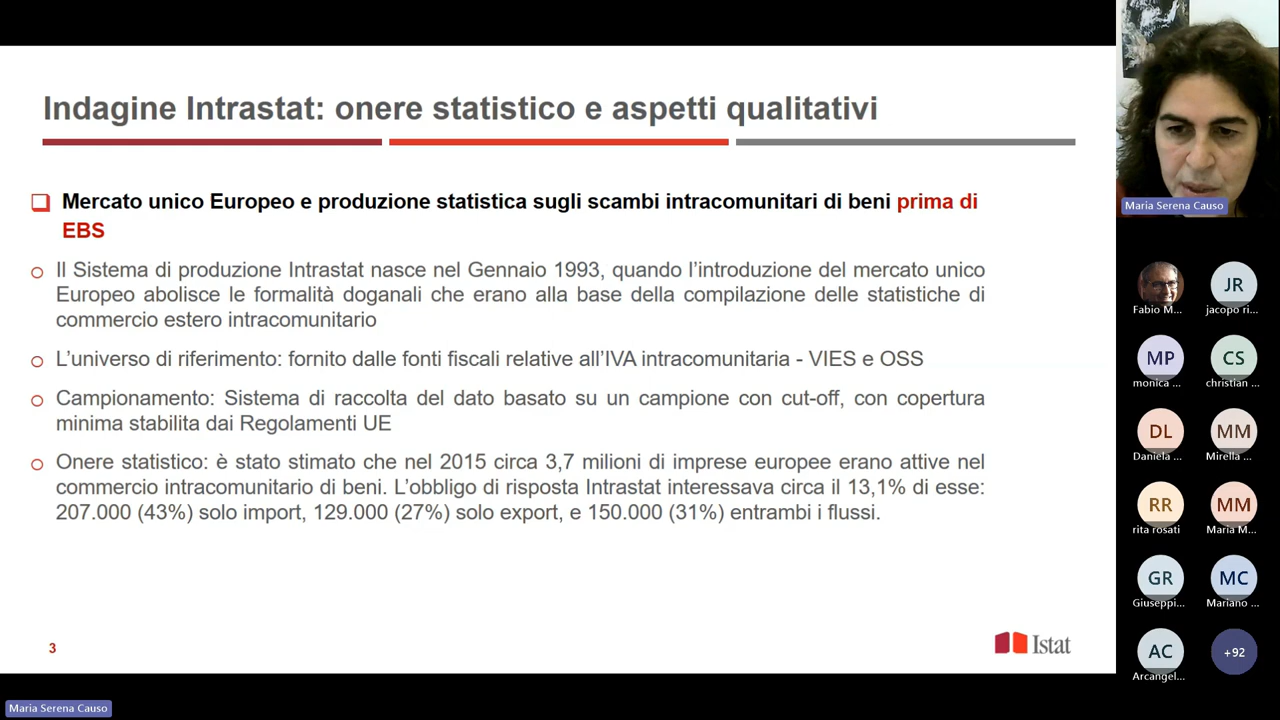 Indagine Intrastat: onere statistico e aspetti qualitativi
Mercato unico Europeo e produzione statistica sugli scambi intracomunitari di beni prima di
EBS
Il Sistema di produzione Intrastat nasce nel Gennaio 1993, quando l’introduzione del mercato unico
Europeo abolisce le formalità doganali che erano alla base della compilazione delle statistiche di
commercio estero intracomunitario
L’universo di riferimento: fornito dalle fonti fiscali relative all’IVA intracomunitaria - VIES e OSS
Campionamento: Sistema di raccolta del dato basato su un campione con cut-off, con copertura
minima stabilita dai Regolamenti UE
Onere statistico: è stato stimato che nel 2015 circa 3,7 milioni di imprese europee erano attive nel
commercio intracomunitario di beni. L’obbligo di risposta Intrastat interessava circa il 13,1% di esse:
207.000 (43%) solo import, 129.000 (27%) solo export, e 150.000 (31%) entrambi i flussi.
3
Istat
Maria Serena Causo
Maria Serena Causo
Fabio M...
JR
jacopo ri...
MP
monica ...
CS
christian ...
DL
Daniela ...
MM
Mirella ...
RR
rita rosati
MM
Maria M...
GR
Giuseppi...
MC
Mariano ...
AC
Arcangel...
+92